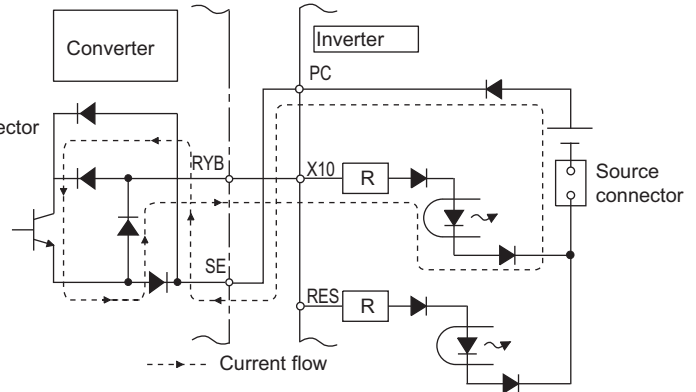 Converter
Inverter
PC
ector
RYB
X10
R
Source
connector
SE
RES
R
Current flow